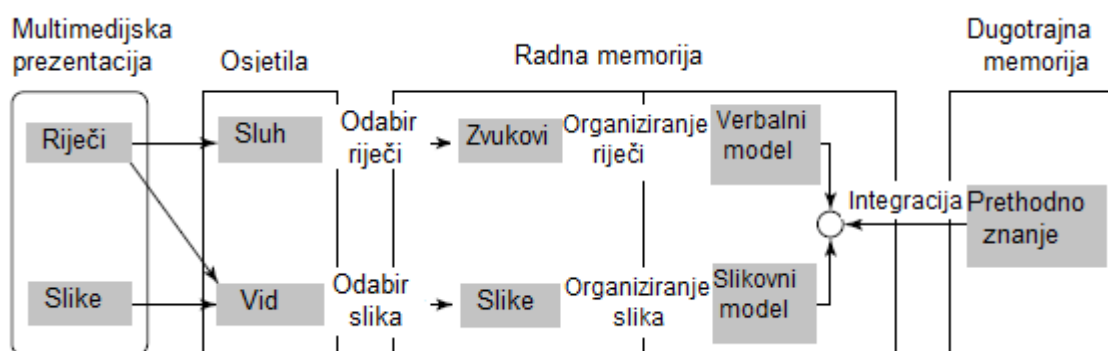 Multimedijska
prezentacija
Osjetila
Radna memorija
Dugotrajna
memorija
Riječi
Sluh
Odabir
riječi
Zvukovi
Organiziranje
riječi
Verbalni
model
Integracija
Prethodno
znanje
Slike
Vid
Odabir
slika
Slike
Organiziranje
slika
Slikovni
model